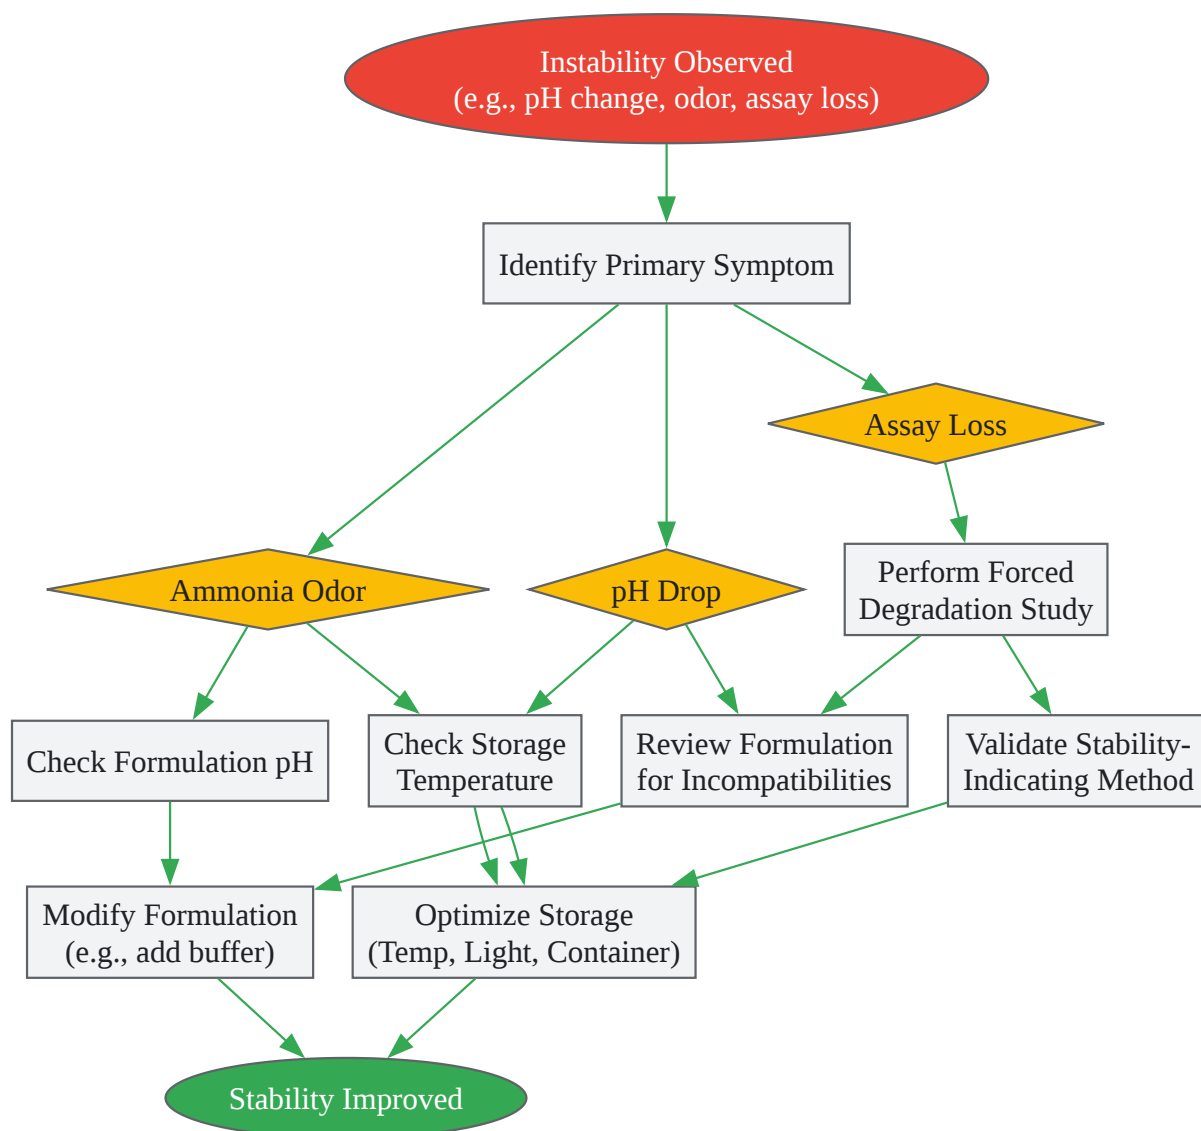 Instability Observed
(e.g., pH change, odor, assay loss)
Identify Primary Symptom
Assay Loss
Ammonia Odor
pH Drop
Perform Forced
Degradation Study
Check Formulation pH
Check Storage
Temperature
Review Formulation
for Incompatibilities
Validate Stability-
Indicating Method
Modify Formulation
(e.g., add buffer)
Optimize Storage
(Temp, Light, Container)
Stability Improved